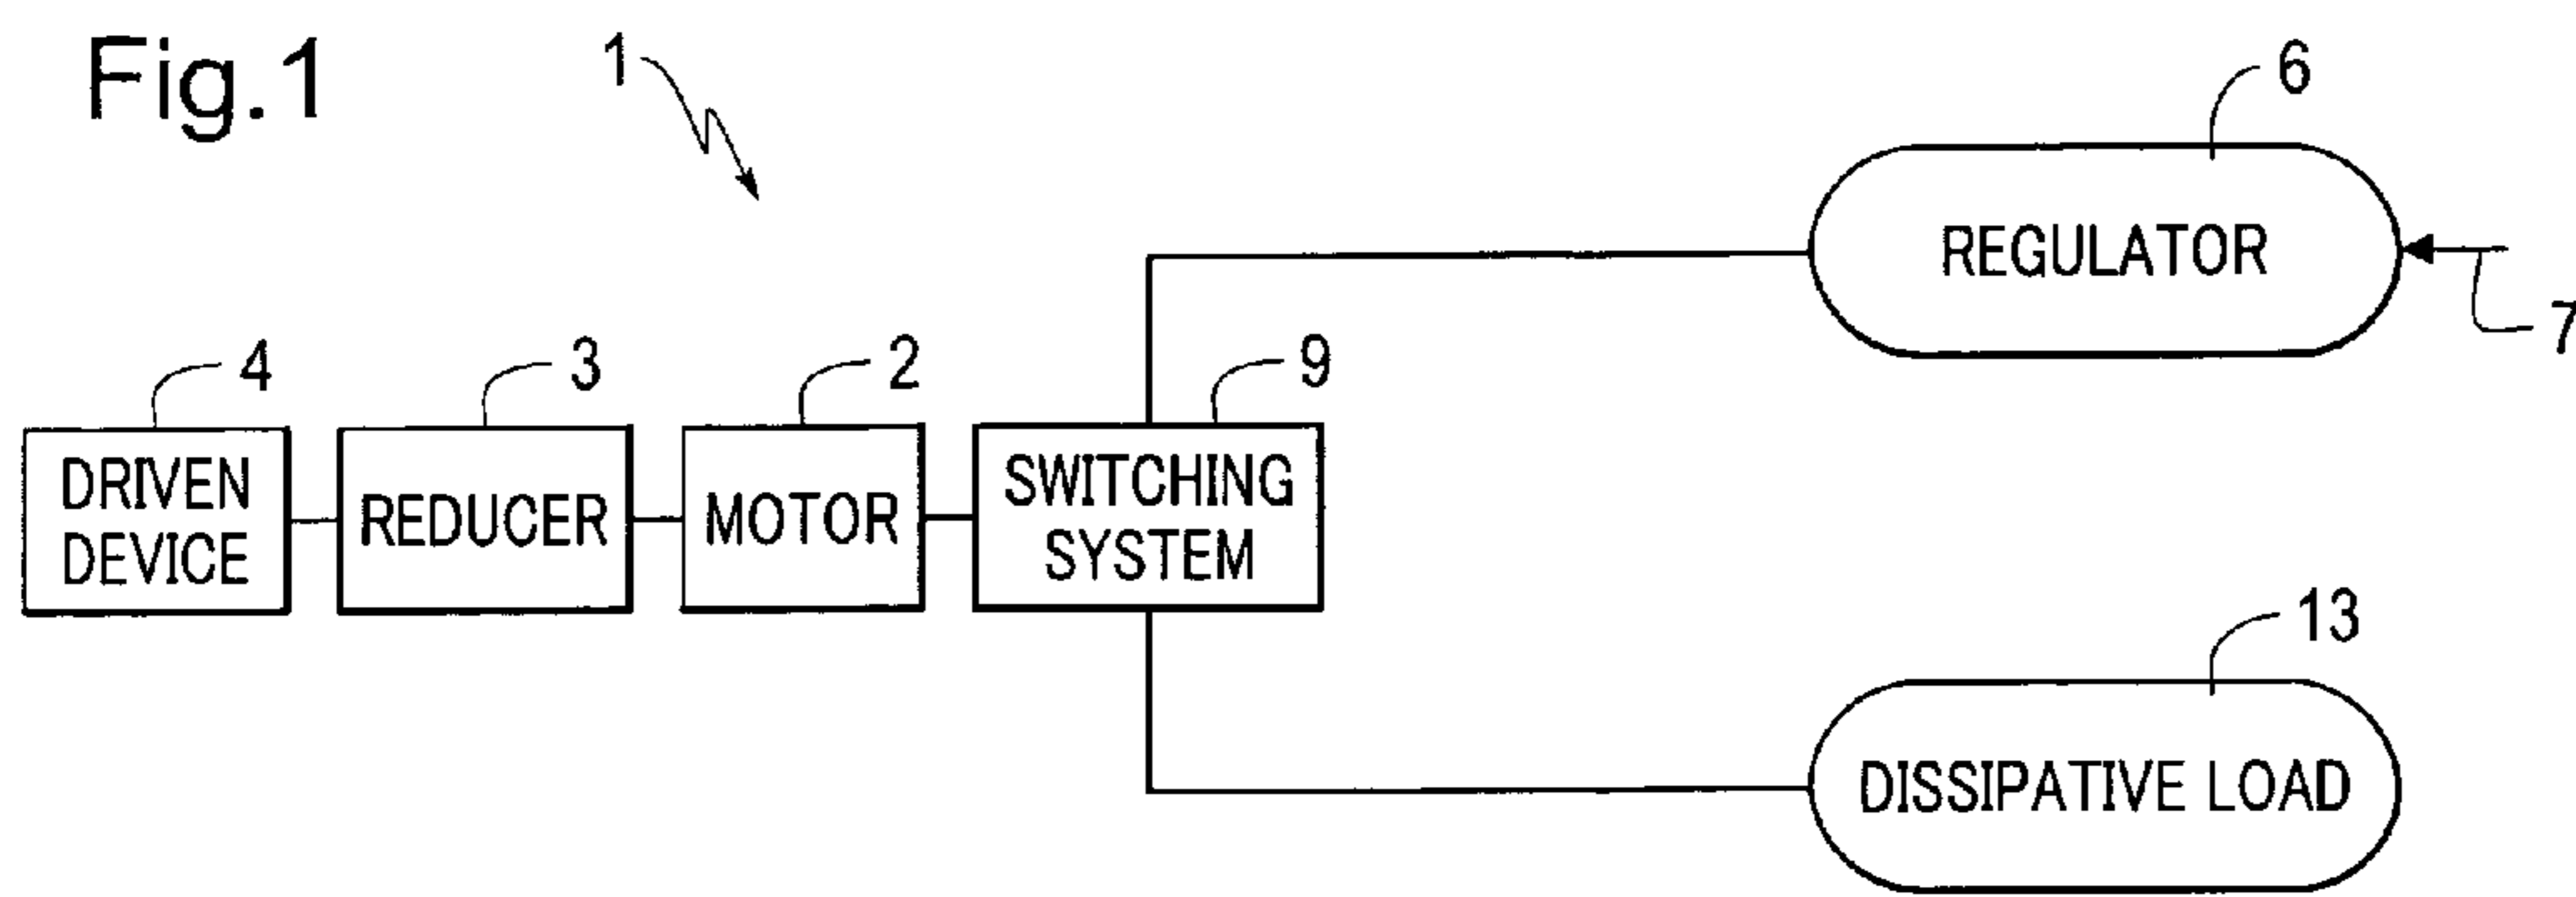 Fig.1
1
6
REGULATOR
7
4
3
2
9
DRIVEN
DEVICE
REDUCER
MOTOR
SWITCHING
SYSTEM
13
DISSIPATIVE LOAD